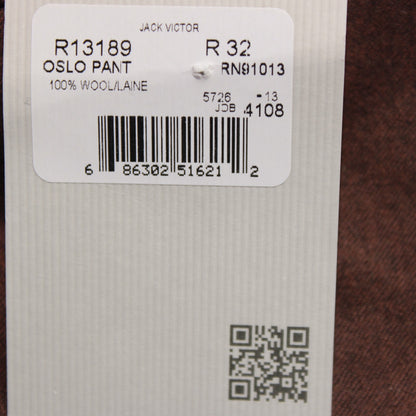 JACK VICTOR
R13189 R 32
OSLO PANT RN91013
100% WOOL/LAINE
5726 -13
JDB 4108
6 86302 51621 2